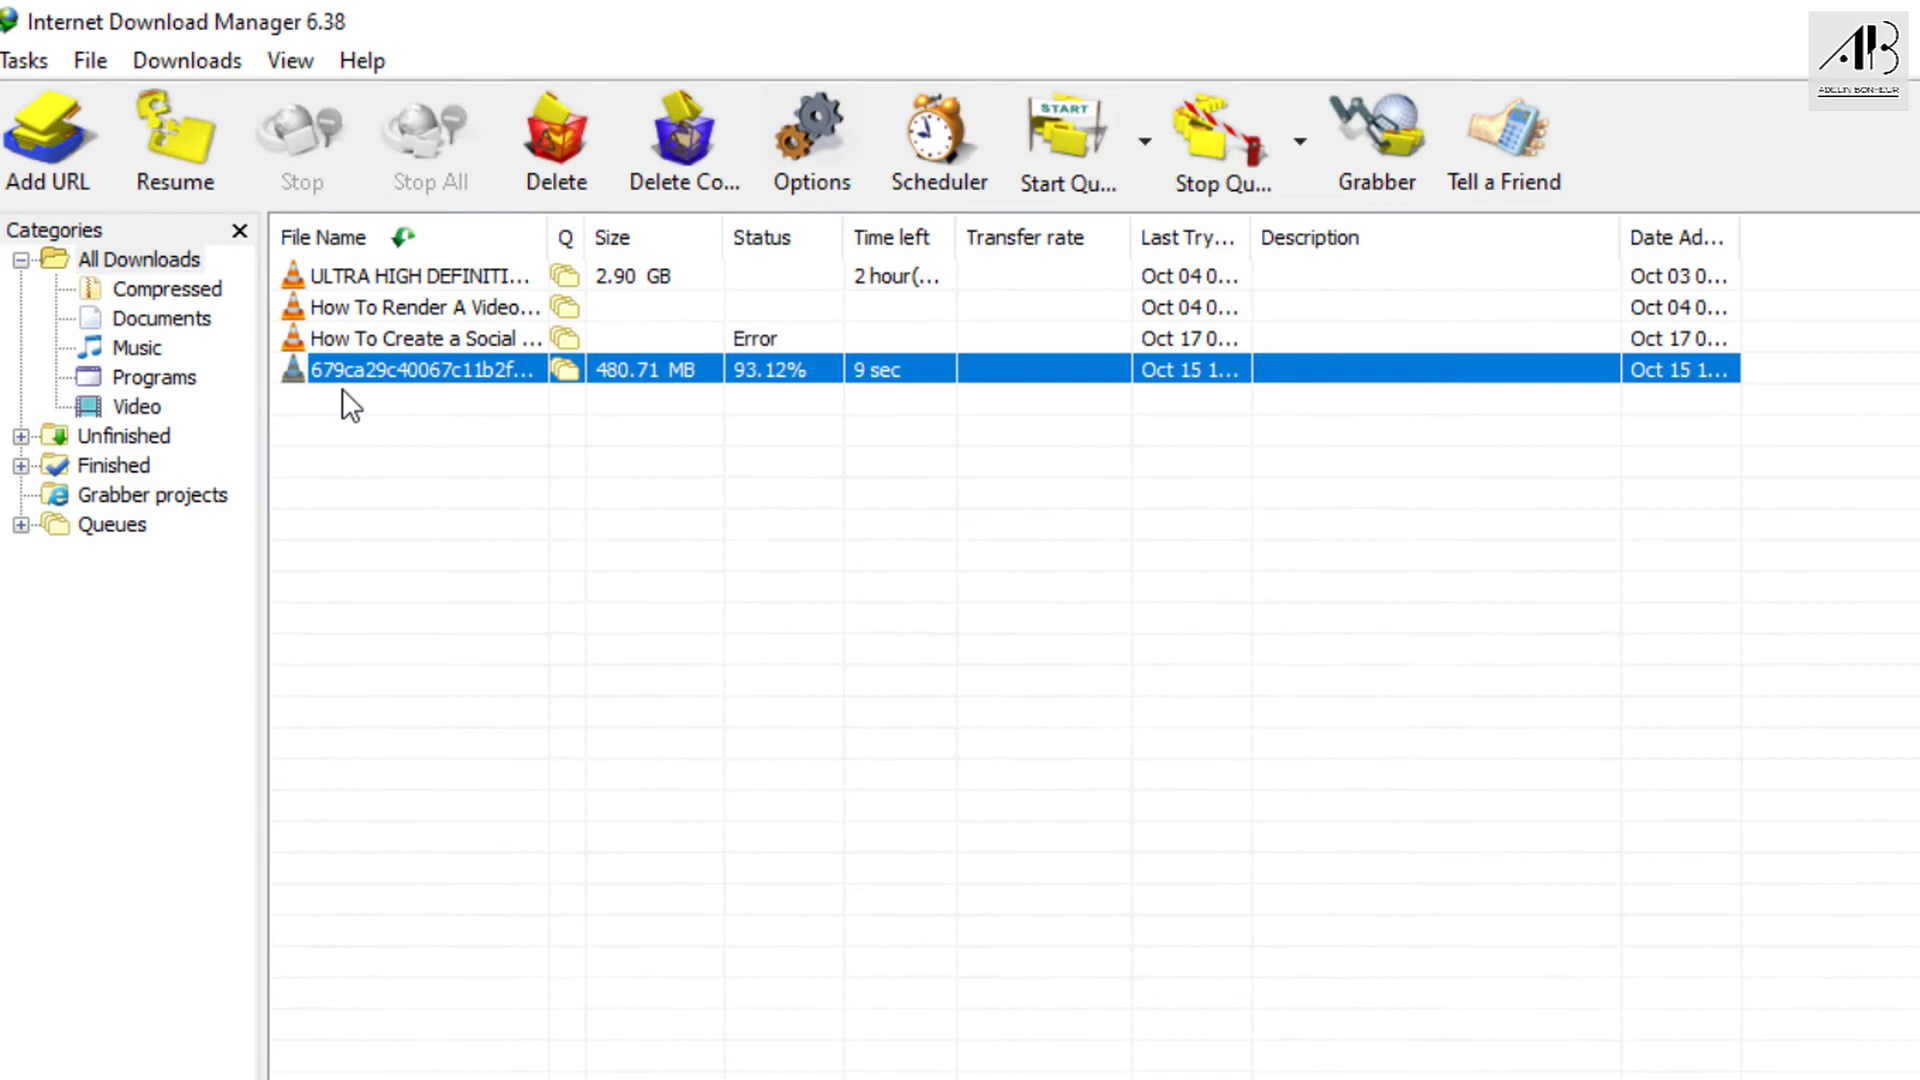 Internet Download Manager 6.38
Tasks File Downloads View Help
AB
ADELIN BONHEUR
START
Add URL Resume Stop Stop All Delete Delete Co... Options Scheduler Start Qu... Stop Qu... Grabber Tell a Friend
Categories
All Downloads
Compressed
Documents
Music
Programs
Video
Unfinished
Finished
Grabber projects
Queues
File Name Q Size Status Time left Transfer rate Last Try... Description Date Ad...
ULTRA HIGH DEFINITI... 2.90 GB 2 hour(... Oct 04 0... Oct 03 0...
How To Render A Video... Oct 04 0... Oct 04 0...
How To Create a Social ... Error Oct 17 0... Oct 17 0...
679ca29c40067c11b2f... 480.71 MB 93.12% 9 sec Oct 15 1... Oct 15 1...